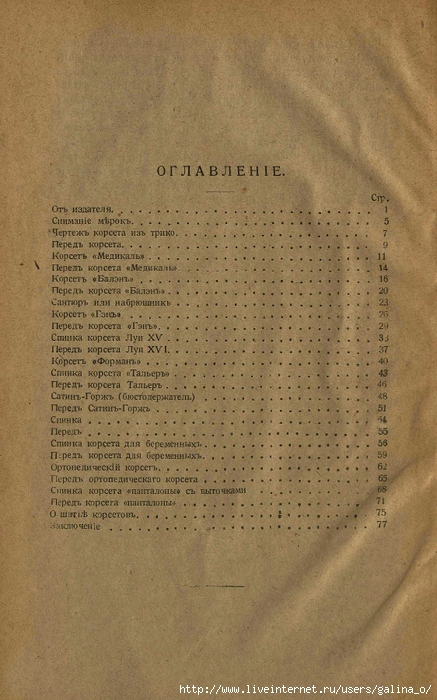 ОГЛАВЛЕНІЕ.
Стр.
Отъ издателя. 1
Сниманіе мѣрокъ. 5
Чертежъ корсета изъ трико. 7
Передъ корсета. 9
Корсетъ «Медикаль» 11
Передъ корсета «Медикаль» 14
Корсетъ «Балэнъ» 16
Передъ корсета «Балэнъ» 20
Сантюр или набрюшникъ 23
Корсетъ «Гэнъ» 26
Передъ корсета «Гэнъ». 29
Спинка корсета Луи XV 33
Передъ корсета Луи XVI. 37
Корсетъ «Форманъ» 40
Спинка корсета «Тальеръ» 43
Передъ корсета Тальеръ 46
Сатинъ-Горжъ (бюстодержатель) 48
Передъ Сатинъ-Горжъ 51
Спинка 54
Передъ 55
Спинка корсета для беременныхъ. 56
Передъ корсета для беременныхъ. 59
Ортопедическій корсетъ. 62
Передъ ортопедическаго корсета 65
Спинка корсета «панталоны» съ выточками 68
Передъ корсета «панталоны» 71
О шитьѣ корсетовъ. 75
Заключеніе 77
http://www.liveinternet.ru/users/galina_o/